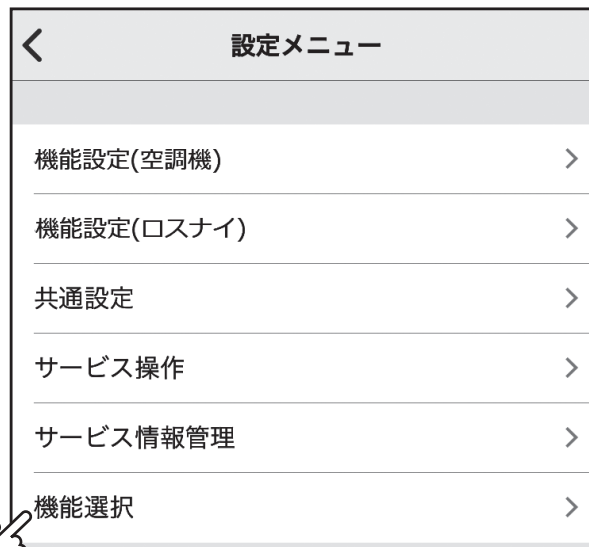 設定メニュー
機能設定(空調機)
機能設定(ロスナイ)
共通設定
サービス操作
サービス情報管理
機能選択